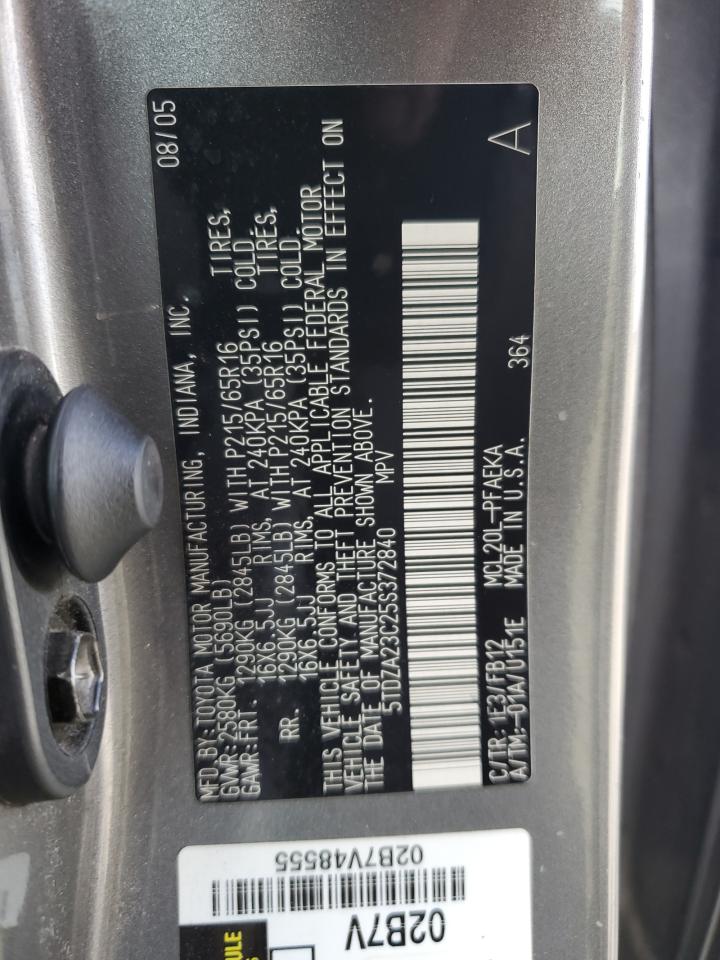 MFD.BY:TOYOTA MOTOR MANUFACTURING, INDIANA, INC. 08/05
GVWR:2580KG (5690LB)
GAWR:FRT. 1290KG (2845LB) WITH P215/65R16 TIRES,
16X6.5JJ RIMS, AT 240KPA (35PSI) COLD.
RR. 1290KG (2845LB) WITH P215/65R16 TIRES,
16X6.5JJ RIMS, AT 240KPA (35PSI) COLD.
THIS VEHICLE CONFORMS TO ALL APPLICABLE FEDERAL MOTOR
VEHICLE SAFETY AND THEFT PREVENTION STANDARDS IN EFFECT ON
THE DATE OF MANUFACTURE SHOWN ABOVE.
5TDZA23C25S372840 MPV
C/TR:1E3/FB12 MCL20L-PFAEKA 364 A
A/TM:-01A/U151E MADE IN U.S.A.
02B7V48555
02B7V
ULE